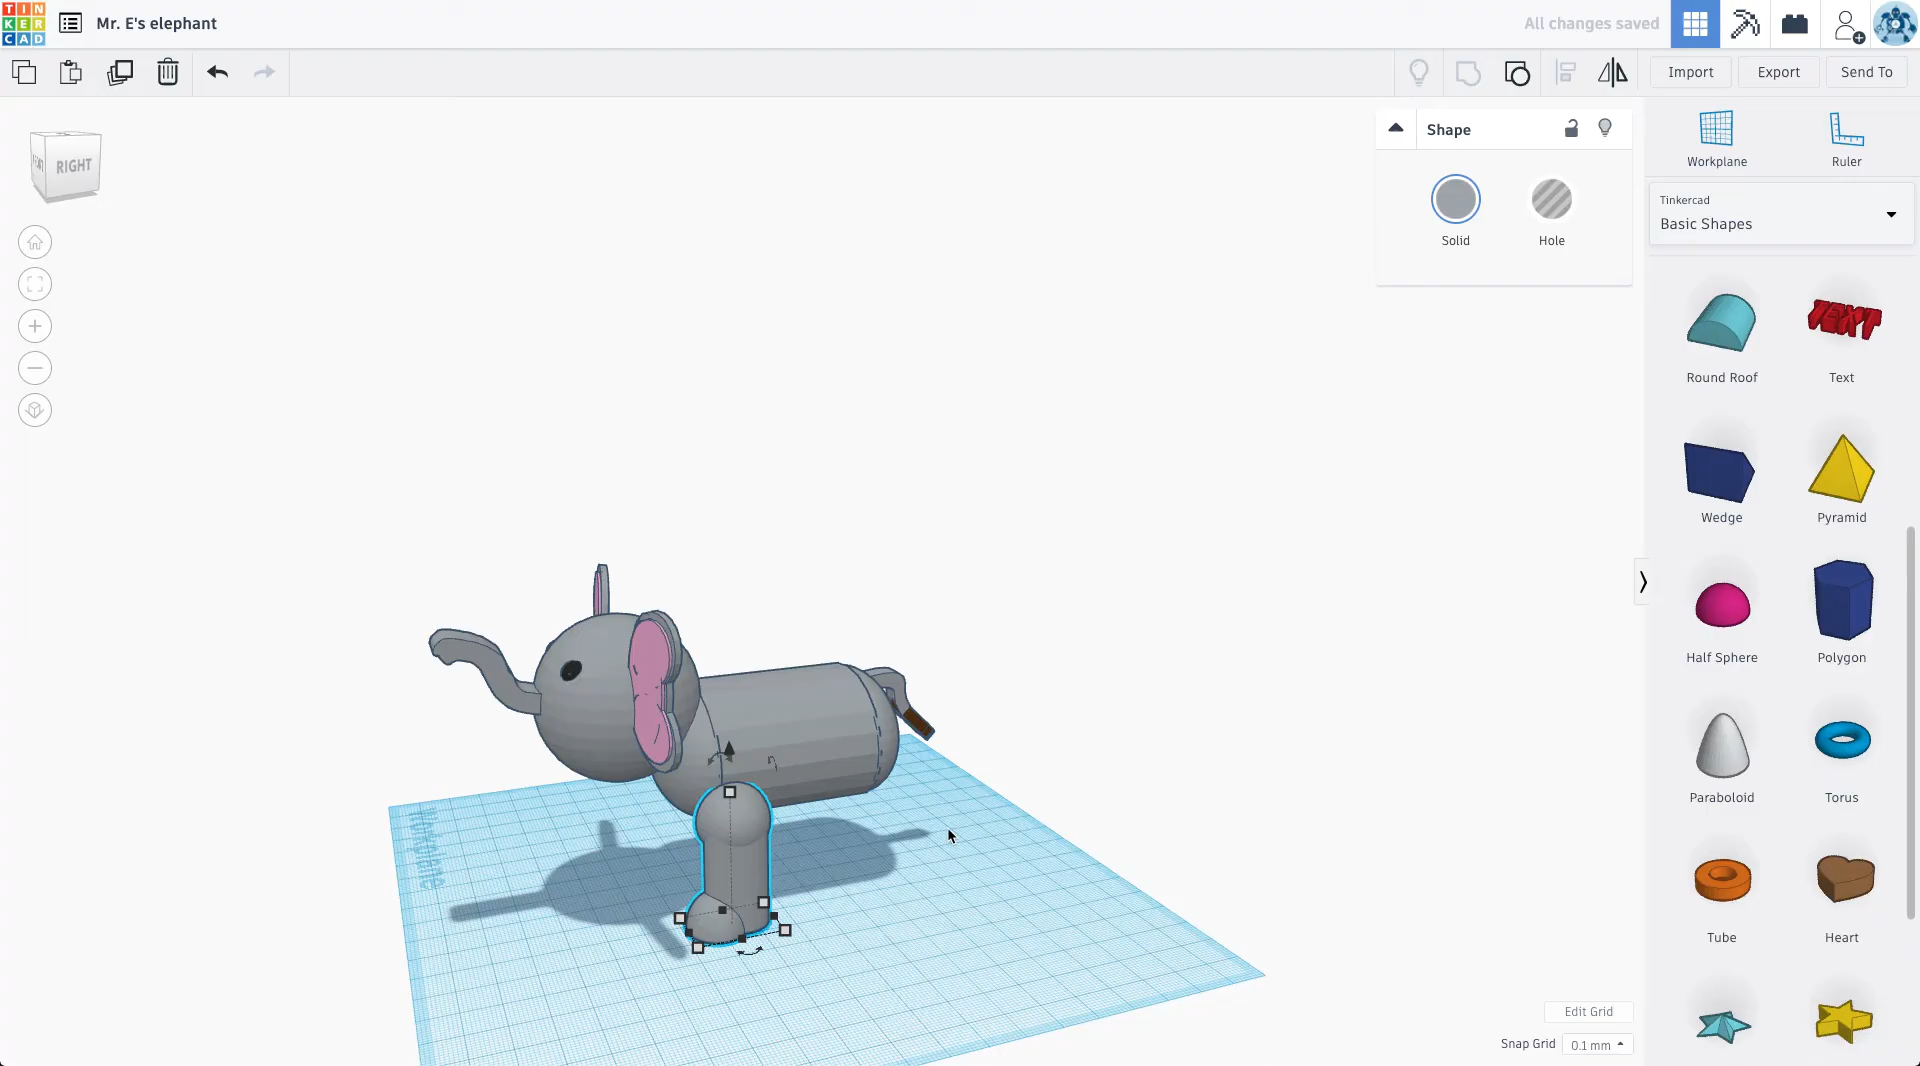 TIN
KER
CAD
Mr. E's elephant
All changes saved
Import
Export
Send To
RIGHT
Shape
Solid
Hole
Workplane
Ruler
Tinkercad
Basic Shapes
Round Roof
Text
TEXT
Wedge
Pyramid
Half Sphere
Polygon
Paraboloid
Torus
Tube
Heart
Workplane
Edit Grid
Snap Grid
0.1 mm